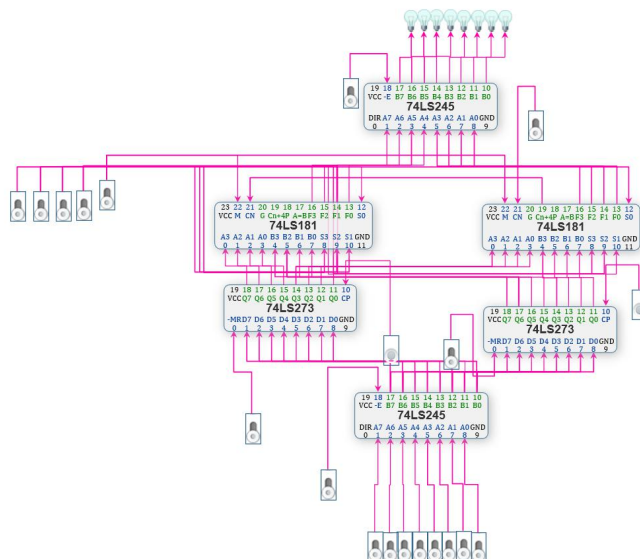 19 18 17 16 15 14 13 12 11 10
VCC -E B7 B6 B5 B4 B3 B2 B1 B0
74LS245
DIR A7 A6 A5 A4 A3 A2 A1 A0 GND
0 1 2 3 4 5 6 7 8 9
23 22 21 20 19 18 17 16 15 14 13 12
VCC M CN G Cn+4 P A=B F3 F2 F1 F0 S0
74LS181
A3 A2 A1 A0 B3 B2 B1 B0 S3 S2 S1 GND
0 1 2 3 4 5 6 7 8 9 10 11
23 22 21 20 19 18 17 16 15 14 13 12
VCC M CN G Cn+4 P A=B F3 F2 F1 F0 S0
74LS181
A3 A2 A1 A0 B3 B2 B1 B0 S3 S2 S1 GND
0 1 2 3 4 5 6 7 8 9 10 11
19 18 17 16 15 14 13 12 11 10
VCC Q7 Q6 Q5 Q4 Q3 Q2 Q1 Q0 CP
74LS273
-MR D7 D6 D5 D4 D3 D2 D1 D0 GND
0 1 2 3 4 5 6 7 8 9
19 18 17 16 15 14 13 12 11 10
VCC Q7 Q6 Q5 Q4 Q3 Q2 Q1 Q0 CP
74LS273
-MR D7 D6 D5 D4 D3 D2 D1 D0 GND
0 1 2 3 4 5 6 7 8 9
19 18 17 16 15 14 13 12 11 10
VCC -E B7 B6 B5 B4 B3 B2 B1 B0
74LS245
DIR A7 A6 A5 A4 A3 A2 A1 A0 GND
0 1 2 3 4 5 6 7 8 9